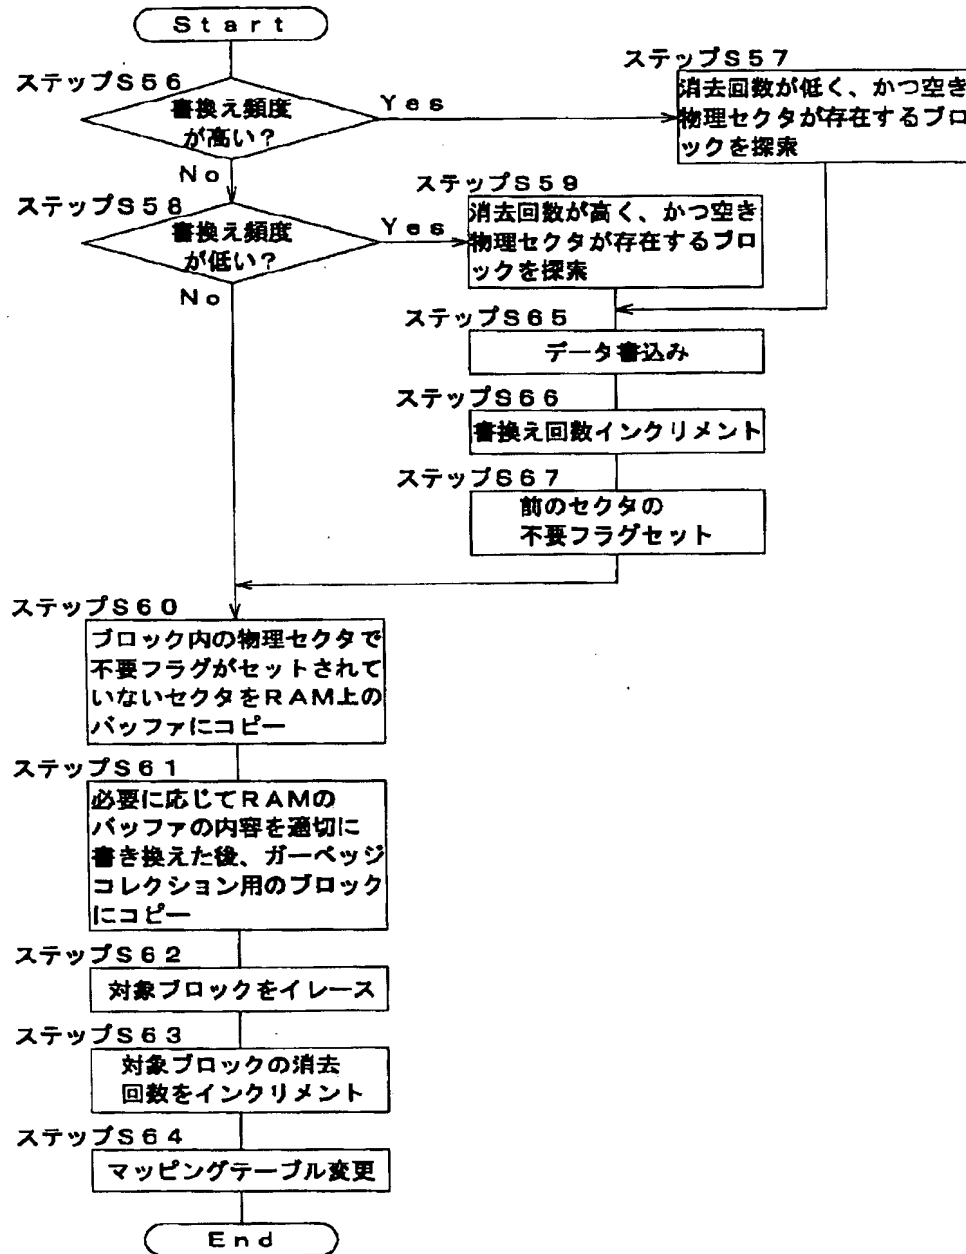 Start
ステップS56
書換え頻度
が高い?
Yes
No
ステップS57
消去回数が低く、かつ空き
物理セクタが存在するブロ
ックを探索
ステップS58
書換え頻度
が低い?
Yes
No
ステップS59
消去回数が高く、かつ空き
物理セクタが存在するブロ
ックを探索
ステップS65
データ書込み
ステップS66
書換え回数インクリメント
ステップS67
前のセクタの
不要フラグセット
ステップS60
ブロック内の物理セクタで
不要フラグがセットされて
いないセクタをRAM上の
バッファにコピー
ステップS61
必要に応じてRAMの
バッファの内容を適切に
書き換えた後、ガーベッジ
コレクション用のブロック
にコピー
ステップS62
対象ブロックをイレース
ステップS63
対象ブロックの消去
回数をインクリメント
ステップS64
マッピングテーブル変更
End